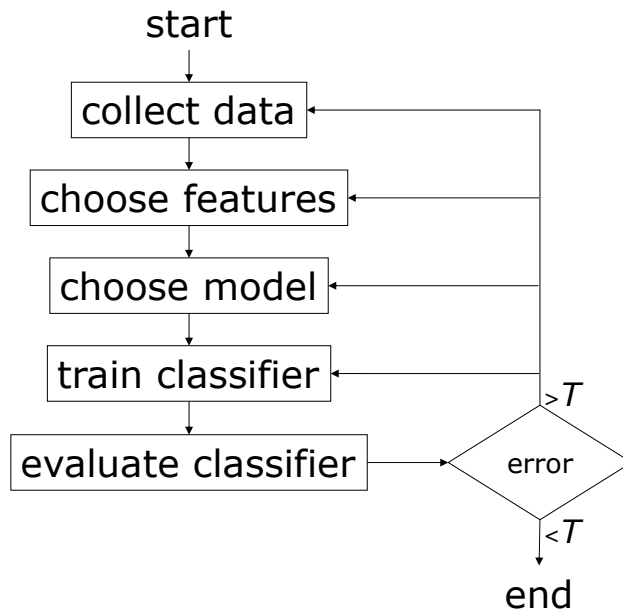 start
collect data
choose features
choose model
train classifier
>T
evaluate classifier
error
<T
end